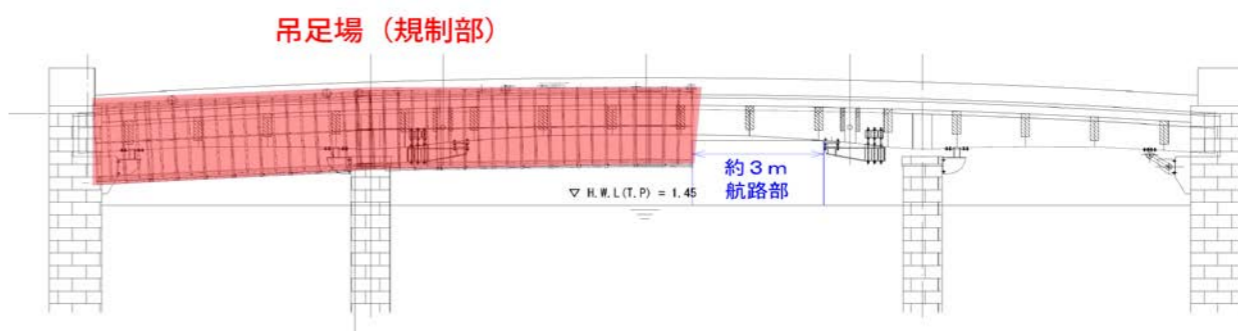 吊足場（規制部）
約３ｍ
航路部
▽ H.W.L(T.P) = 1.45